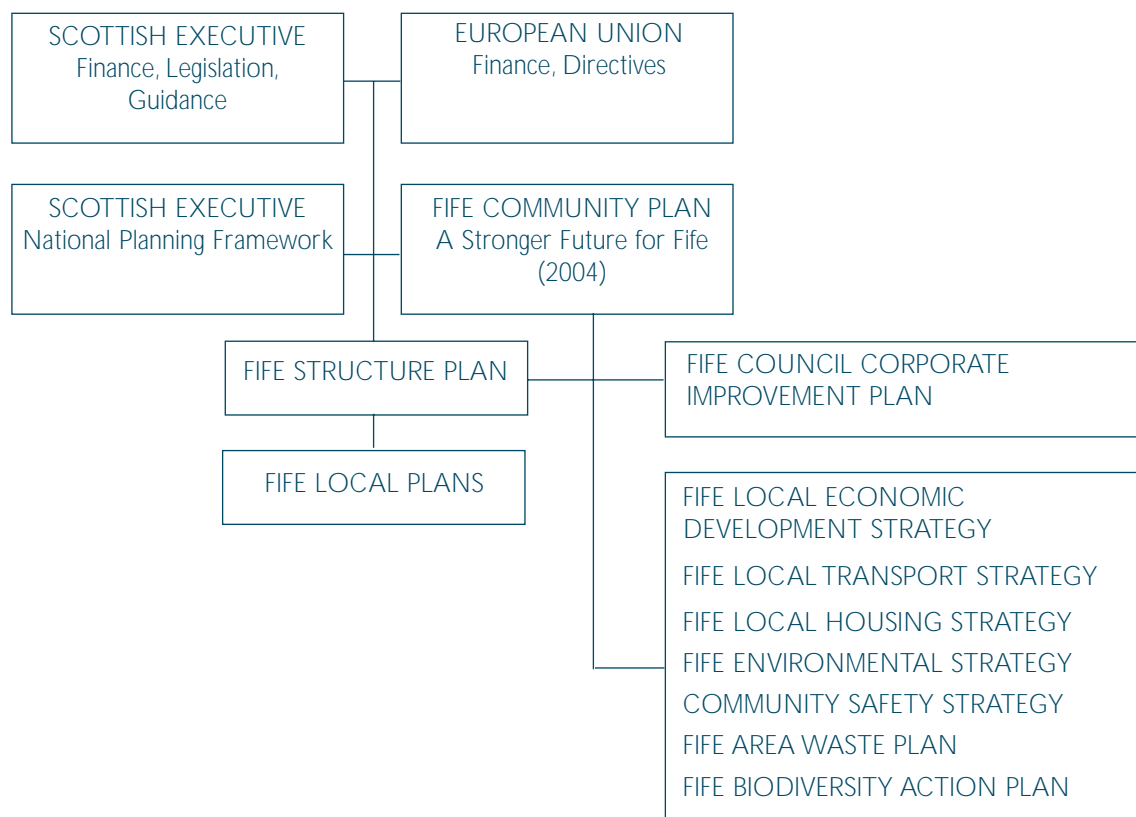 SCOTTISH EXECUTIVE
Finance, Legislation,
Guidance
EUROPEAN UNION
Finance, Directives
SCOTTISH EXECUTIVE
National Planning Framework
FIFE COMMUNITY PLAN
A Stronger Future for Fife
(2004)
FIFE STRUCTURE PLAN
FIFE COUNCIL CORPORATE
IMPROVEMENT PLAN
FIFE LOCAL PLANS
FIFE LOCAL ECONOMIC
DEVELOPMENT STRATEGY
FIFE LOCAL TRANSPORT STRATEGY
FIFE LOCAL HOUSING STRATEGY
FIFE ENVIRONMENTAL STRATEGY
COMMUNITY SAFETY STRATEGY
FIFE AREA WASTE PLAN
FIFE BIODIVERSITY ACTION PLAN